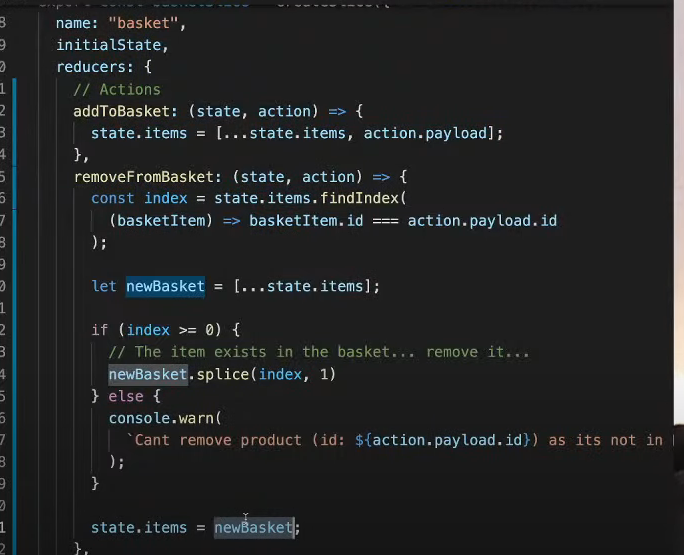 8 name: "basket",
9 initialState,
0 reducers: {
1 // Actions
2 addToBasket: (state, action) => {
3 state.items = [...state.items, action.payload];
4 },
5 removeFromBasket: (state, action) => {
6 const index = state.items.findIndex(
7 (basketItem) => basketItem.id === action.payload.id
8 );
9
0 let newBasket = [...state.items];
1
2 if (index >= 0) {
3 // The item exists in the basket... remove it...
4 newBasket.splice(index, 1)
5 } else {
6 console.warn(
7 `Cant remove product (id: ${action.payload.id}) as its not in
8 );
9 }
0
1 state.items = newBasket;
2 },